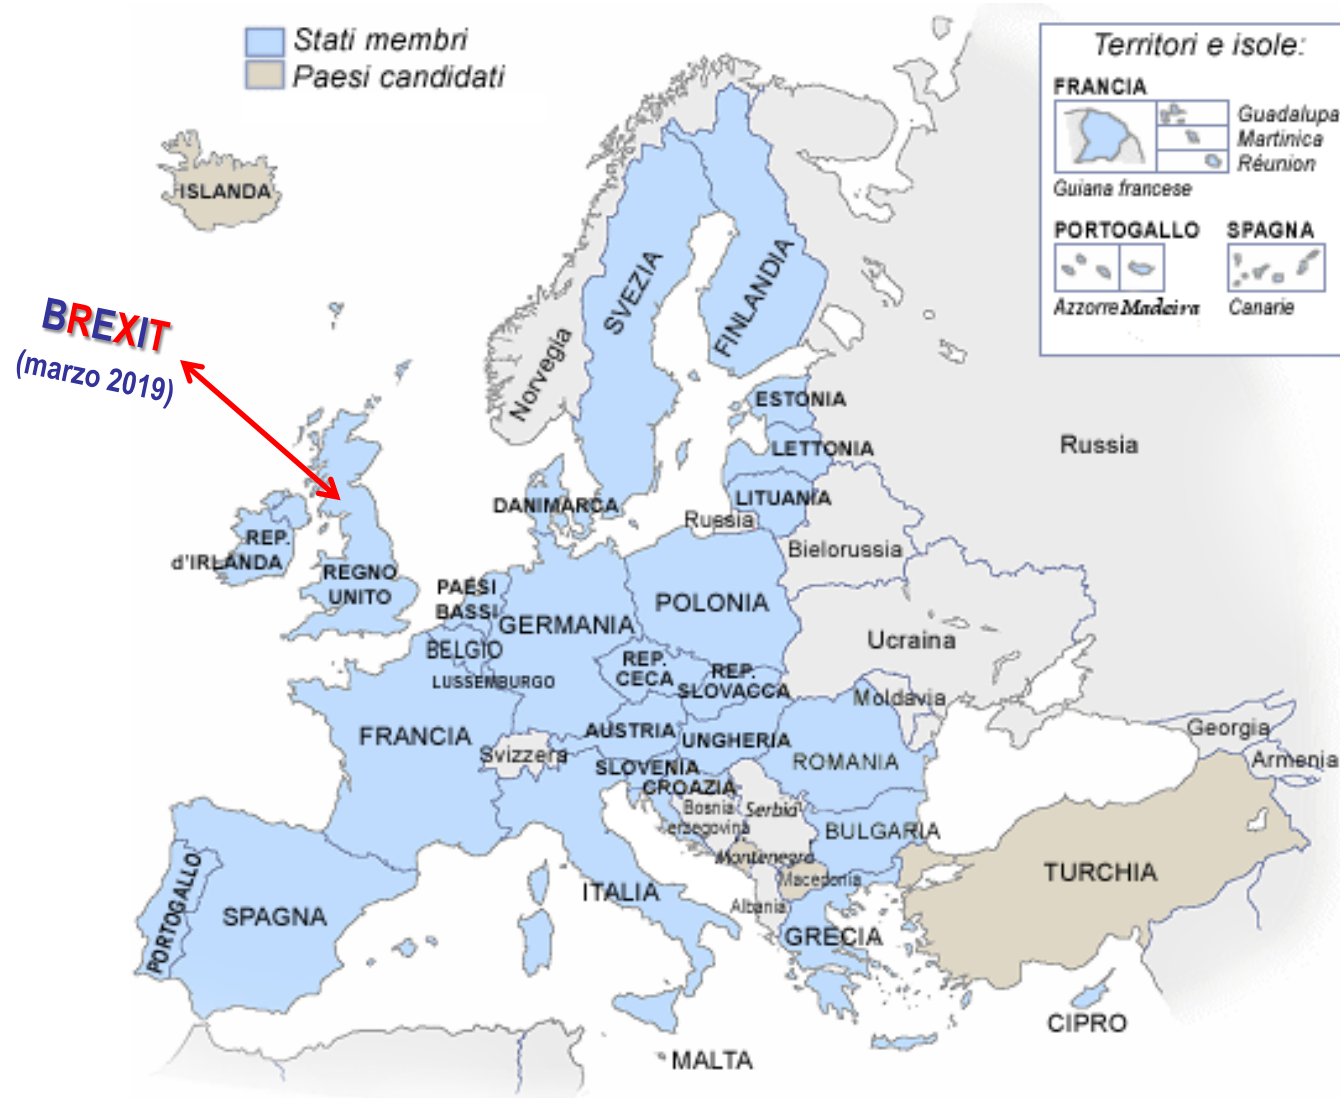 Stati membri
Paesi candidati
Territori e isole:
FRANCIA
Guadalupa
Martinica
Réunion
Guiana francese
PORTOGALLO
SPAGNA
Azzorre
Madeira
Canarie
ISLANDA
BREXIT
(marzo 2019)
SVEZIA
FINLANDIA
Norvegia
ESTONIA
LETTONIA
LITUANIA
Russia
Russia
DANIMARCA
Bielorussia
REP.
d'IRLANDA
REGNO
UNITO
PAESI
BASSI
GERMANIA
POLONIA
Ucraina
BELGIO
LUSSEMBURGO
REP.
CECA
REP.
SLOVACCA
Moldavia
FRANCIA
Svizzera
AUSTRIA
UNGHERIA
ROMANIA
Georgia
Armenia
SLOVENIA
CROAZIA
Bosnia
Serbia
BULGARIA
Montenegro
Macedonia
Albania
ITALIA
GRECIA
TURCHIA
PORTOGALLO
SPAGNA
CIPRO
MALTA